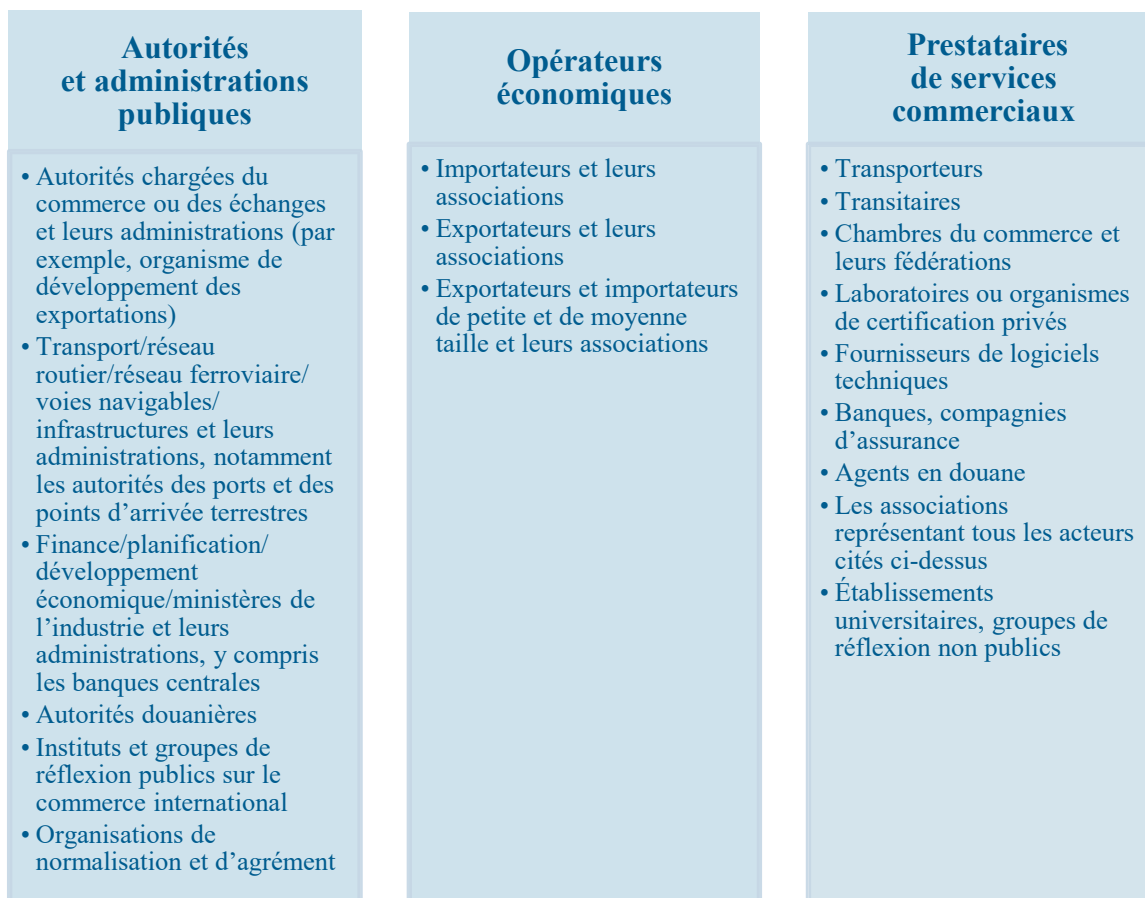 Autorités
et administrations
publiques
• Autorités chargées du
commerce ou des échanges
et leurs administrations (par
exemple, organisme de
développement des
exportations)
• Transport/réseau
routier/réseau ferroviaire/
voies navigables/
infrastructures et leurs
administrations, notamment
les autorités des ports et des
points d’arrivée terrestres
• Finance/planification/
développement
économique/ministères de
l’industrie et leurs
administrations, y compris
les banques centrales
• Autorités douanières
• Instituts et groupes de
réflexion publics sur le
commerce international
• Organisations de
normalisation et d’agrément
Opérateurs
économiques
• Importateurs et leurs
associations
• Exportateurs et leurs
associations
• Exportateurs et importateurs
de petite et de moyenne
taille et leurs associations
Prestataires
de services
commerciaux
• Transporteurs
• Transitaires
• Chambres du commerce et
leurs fédérations
• Laboratoires ou organismes
de certification privés
• Fournisseurs de logiciels
techniques
• Banques, compagnies
d’assurance
• Agents en douane
• Les associations
représentant tous les acteurs
cités ci-dessus
• Établissements
universitaires, groupes de
réflexion non publics